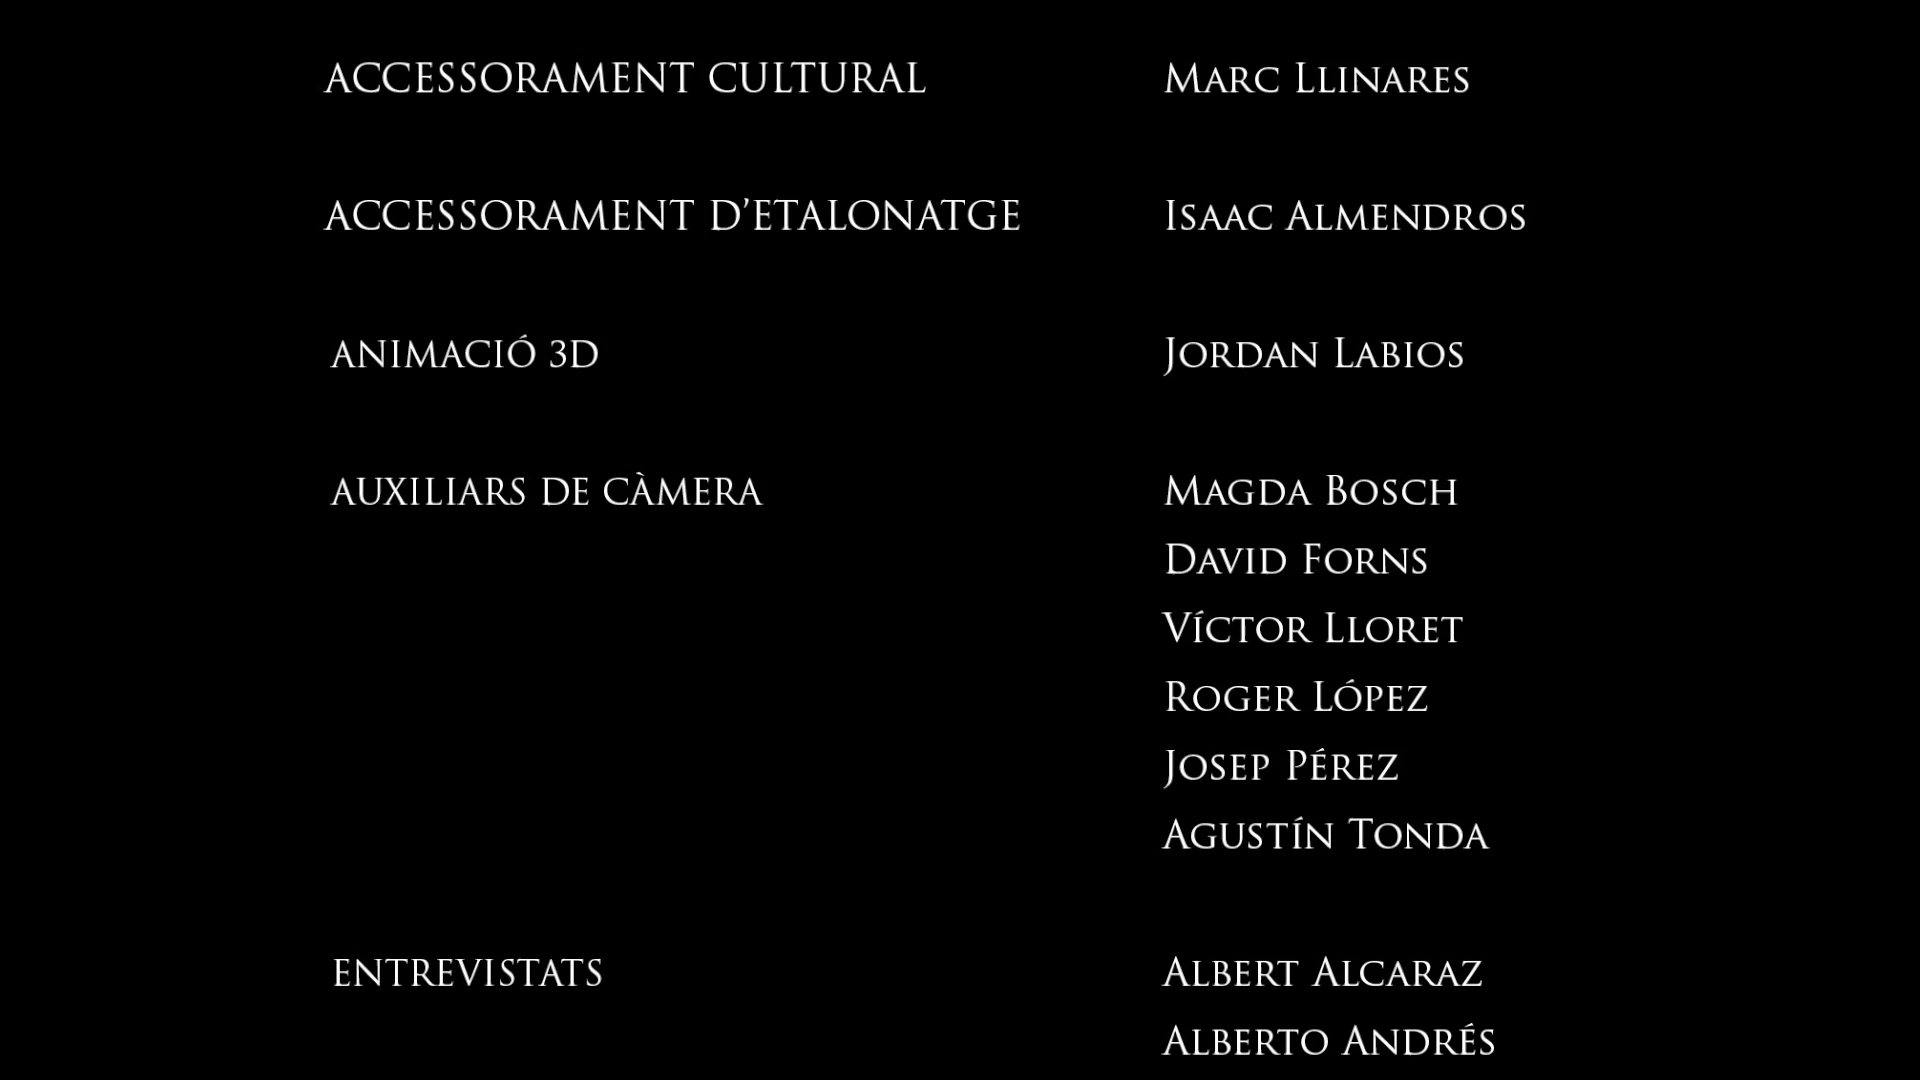 ACCESSORAMENT CULTURAL Marc Llinares
ACCESSORAMENT D’ETALONATGE Isaac Almendros
ANIMACIÓ 3D Jordan Labios
AUXILIARS DE CÀMERA Magda Bosch
David Forns
Víctor Lloret
Roger López
Josep Pérez
Agustín Tonda
ENTREVISTATS Albert Alcaraz
Alberto Andrés